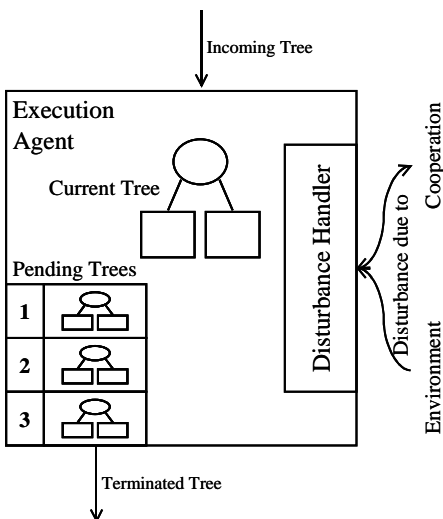 Incoming Tree
Execution
Agent
Current Tree
Pending Trees
1
2
3
Disturbance Handler
Disturbance due to
Cooperation
Environment
Terminated Tree